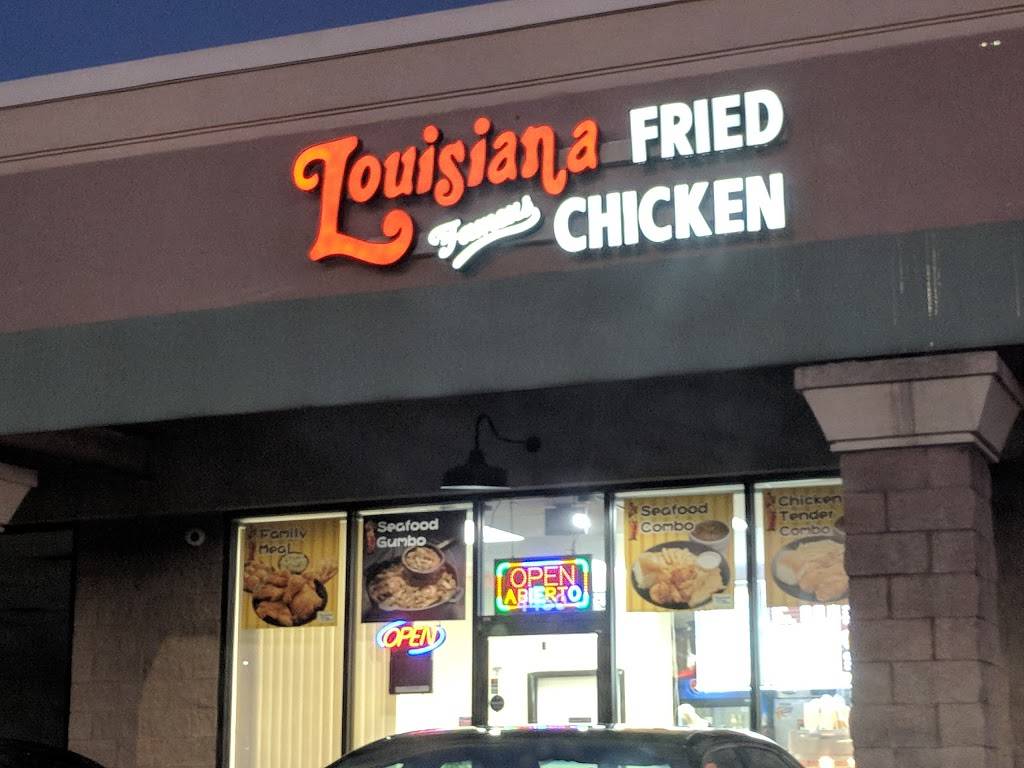 Louisiana FRIED
Famous CHICKEN
Family
Meal
Seafood
Gumbo
OPEN
ABIERTO
OPEN
Seafood
Combo
Chicken
Tender
Combo